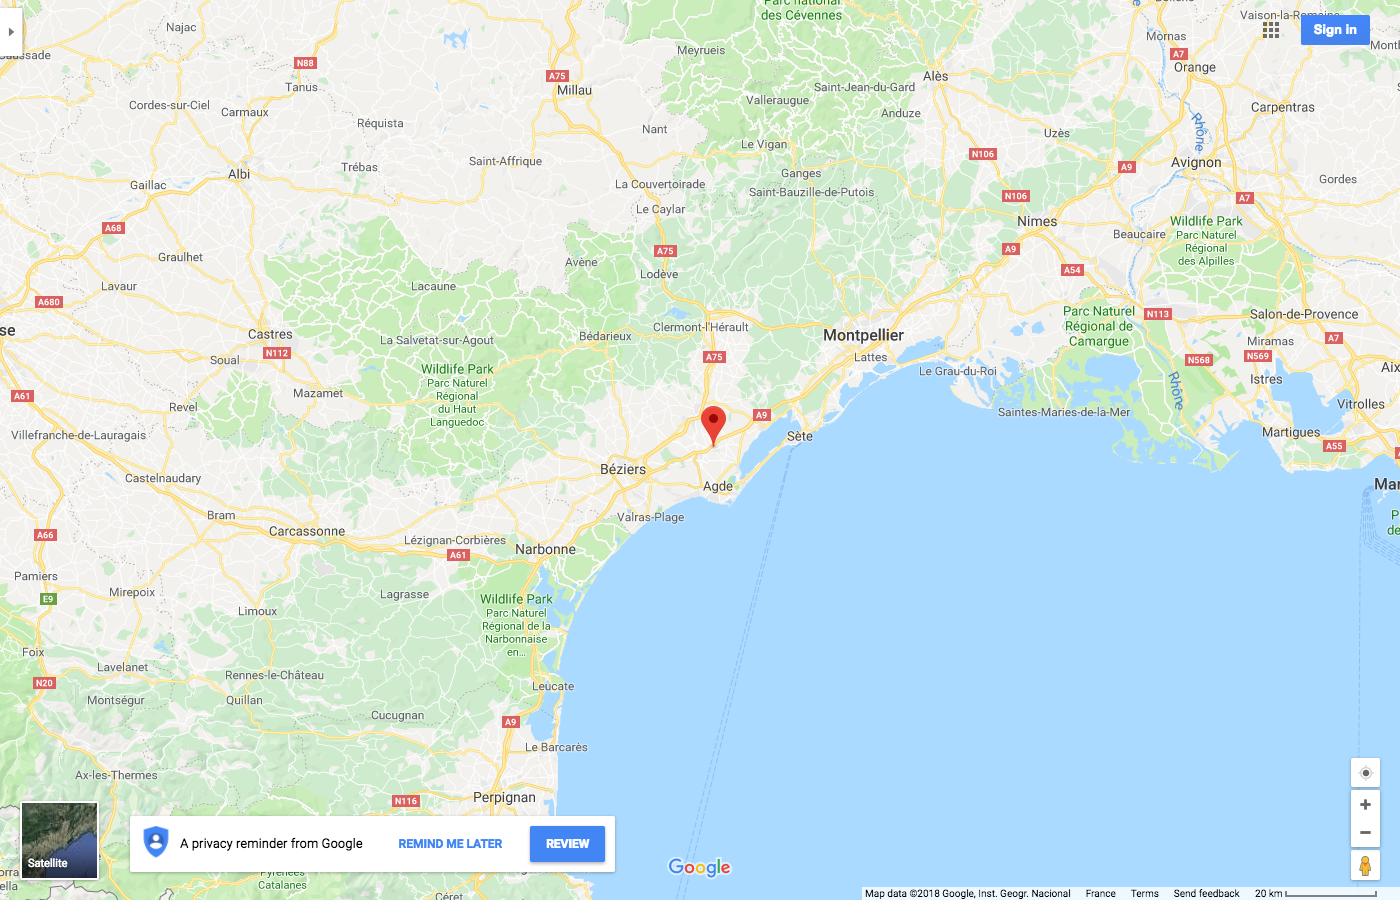 Parc national
des Cévennes
Vaison-la-Romaine
Najac
Mornas
Sign in
Meyrueis
A7
Orange
N88
A75
Alès
Tanus
Millau
Saint-Jean-du-Gard
Valleraugue
Carpentras
Cordes-sur-Ciel
Carmaux
Anduze
Réquista
Nant
Uzès
Rhône
Le Vigan
N106
Saint-Affrique
Avignon
Trébas
A9
Albi
Ganges
Gordes
Gaillac
La Couvertoirade
Saint-Bauzille-de-Putois
N106
A7
Le Caylar
Nimes
Wildlife Park
Parc Naturel
Régional
des Alpilles
A68
Beaucaire
A75
A9
Graulhet
Avène
Lodève
A54
Lavaur
Lacaune
A680
Parc Naturel
Régional de
Camargue
N113
Salon-de-Provence
se
Castres
Clermont-l'Hérault
Montpellier
Bédarieux
La Salvetat-sur-Agout
A7
Miramas
N112
Soual
A75
Lattes
N568
N569
Wildlife Park
Parc Naturel
Régional
du Haut
Languedoc
Le Grau-du-Roi
Rhône
Istres
Aix
Mazamet
A61
Revel
A9
Saintes-Maries-de-la-Mer
Vitrolles
Villefranche-de-Lauragais
Sète
Martigues
A55
Béziers
Castelnaudary
Agde
Mar
Bram
Valras-Plage
P
de
Carcassonne
A66
Lézignan-Corbières
Narbonne
A61
Pamiers
Mirepoix
Lagrasse
E9
Limoux
Wildlife Park
Parc Naturel
Régional de la
Narbonnaise
en...
Foix
Lavelanet
Rennes-le-Château
N20
Montségur
Quillan
Leucate
Cucugnan
A9
Le Barcarès
Ax-les-Thermes
Perpignan
N116
A privacy reminder from Google
REMIND ME LATER
REVIEW
Satellite
Google
Pyrénées
Catalanes
Céret
Map data ©2018 Google, Inst. Geogr. Nacional France Terms Send feedback 20 km